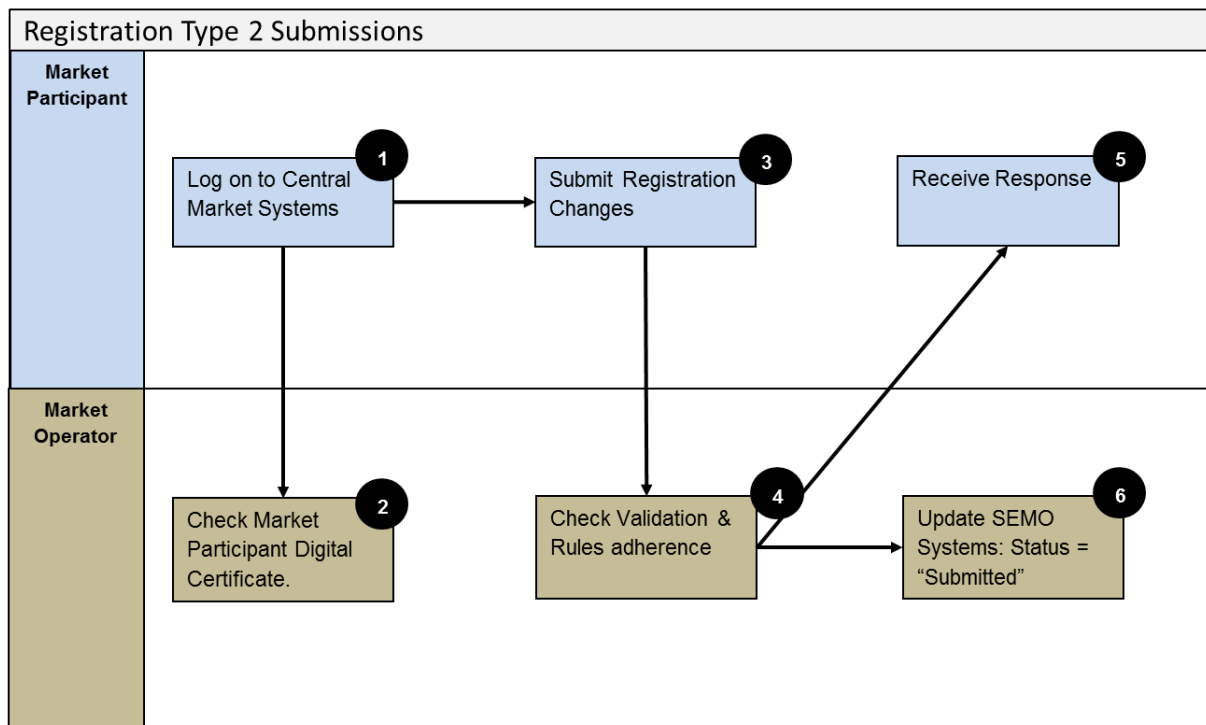 Registration Type 2 Submissions
Market
Participant
1
Log on to Central
Market Systems
3
Submit Registration
Changes
5
Receive Response
Market
Operator
2
Check Market
Participant Digital
Certificate.
4
Check Validation &
Rules adherence
6
Update SEMO
Systems: Status =
“Submitted”